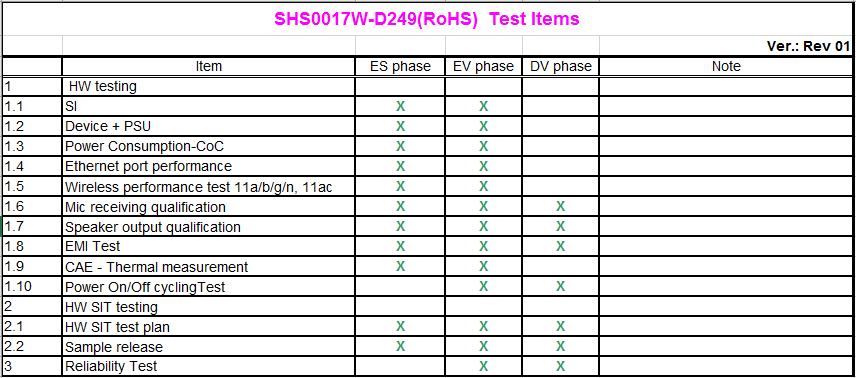 SHS0017W-D249(RoHS) Test Items
Ver.: Rev 01
Item ES phase EV phase DV phase Note
1 HW testing
1.1 SI X X
1.2 Device + PSU X X
1.3 Power Consumption-CoC X X
1.4 Ethernet port performance X X
1.5 Wireless performance test 11a/b/g/n, 11ac X X
1.6 Mic receiving qualification X X X
1.7 Speaker output qualification X X X
1.8 EMI Test X X X
1.9 CAE - Thermal measurement X X
1.10 Power On/Off cyclingTest X X
2 HW SIT testing
2.1 HW SIT test plan X X X
2.2 Sample release X X X
3 Reliability Test X X